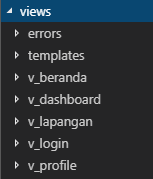 views
errors
templates
v_beranda
v_dashboard
v_lapangan
v_login
v_profile